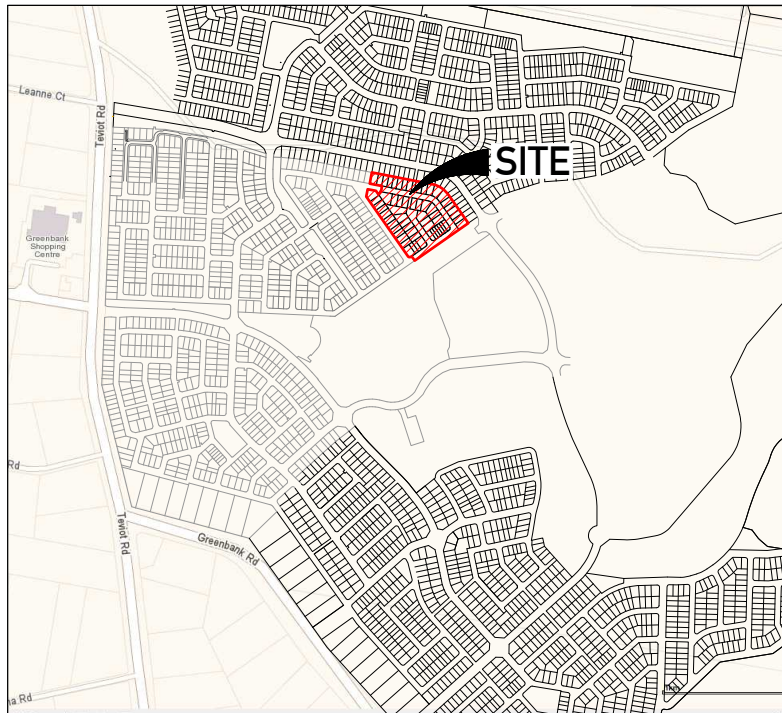 Leanne Ct
Teviot Rd
SITE
Greenbank
Shopping
Centre
Rd
Teviot Rd
Greenbank Rd
na Rd